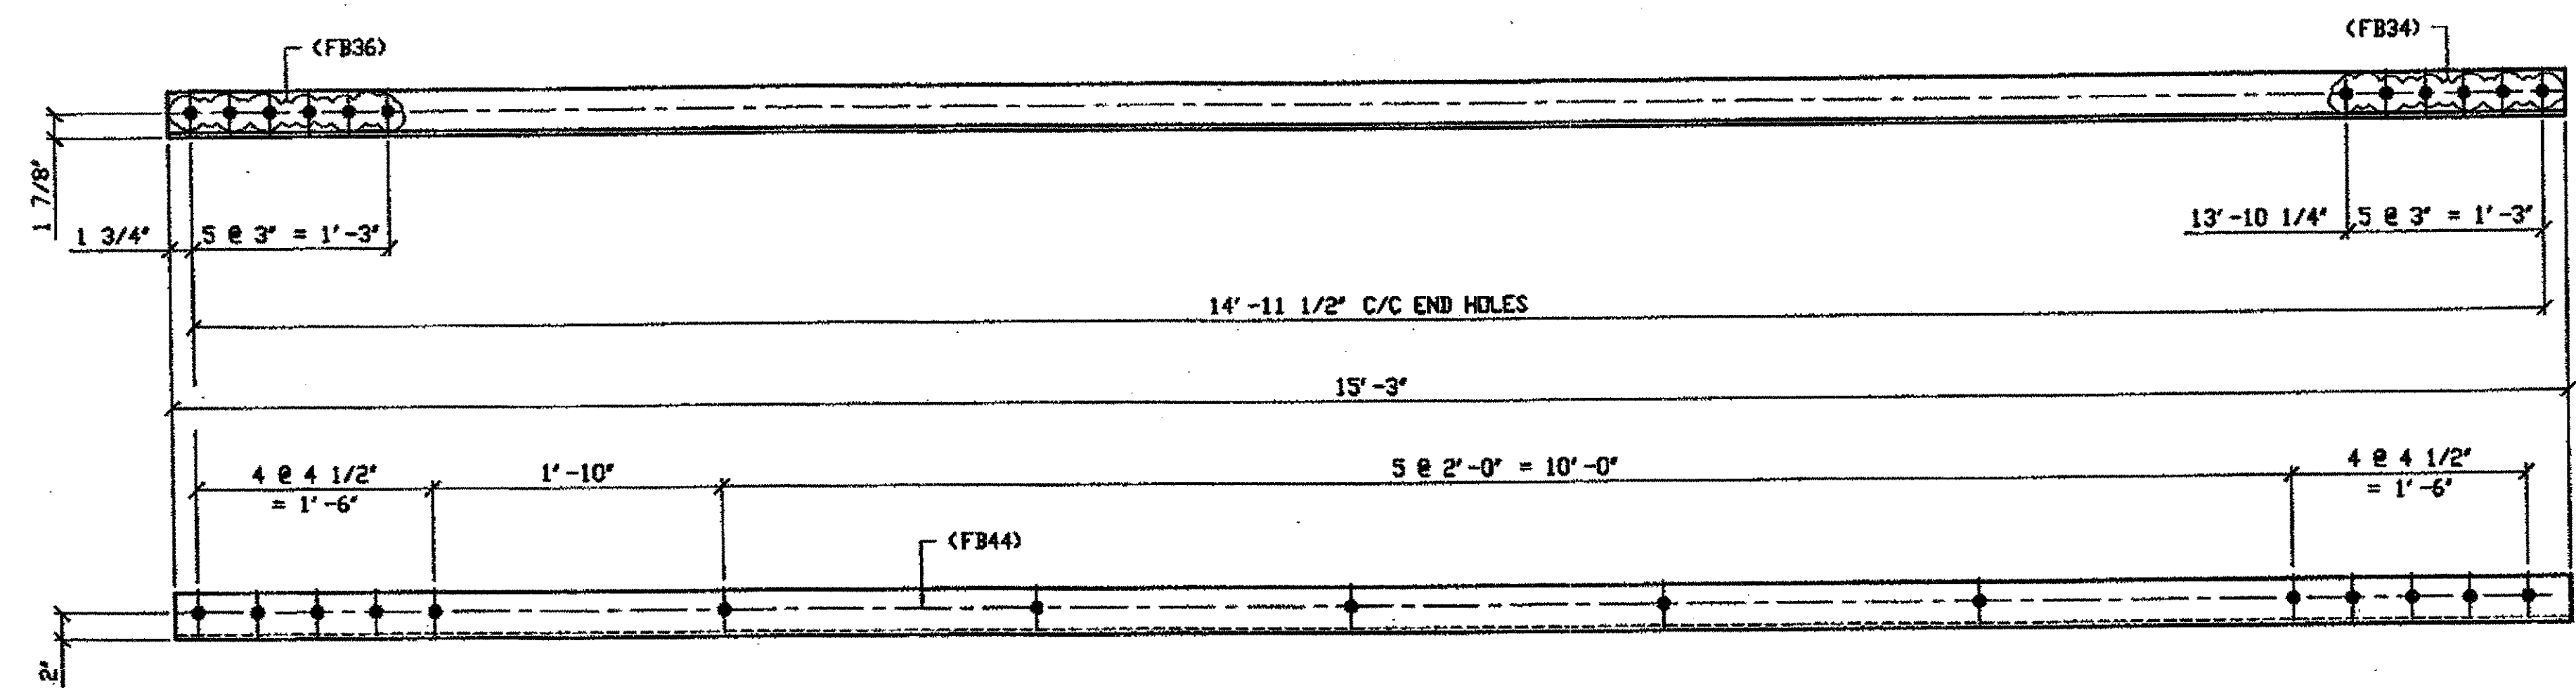 (FB36)
(FB34)
1 7/8"
1 3/4"
5 @ 3" = 1'-3"
13'-10 1/4"
5 @ 3" = 1'-3"
14'-11 1/2" C/C END HOLES
15'-3"
4 @ 4 1/2"
= 1'-6"
1'-10"
5 @ 2'-0" = 10'-0"
4 @ 4 1/2"
= 1'-6"
(FB44)
2"